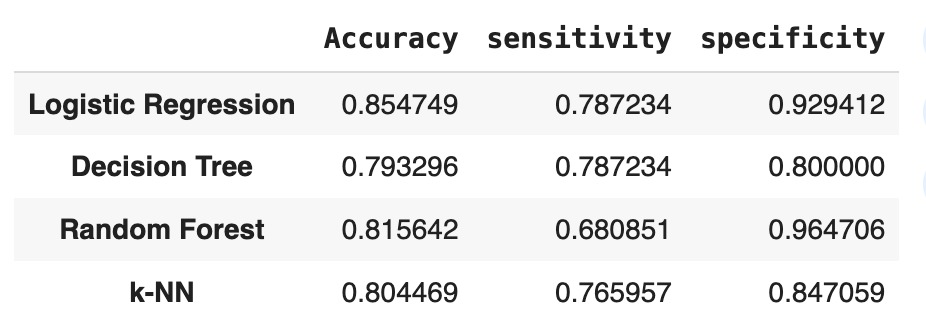 Accuracy sensitivity specificity
Logistic Regression 0.854749 0.787234 0.929412
Decision Tree 0.793296 0.787234 0.800000
Random Forest 0.815642 0.680851 0.964706
k-NN 0.804469 0.765957 0.847059